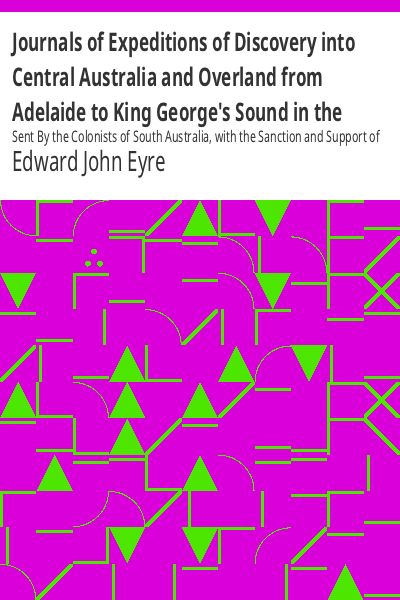 Journals of Expeditions of Discovery into
Central Australia and Overland from
Adelaide to King George's Sound in the
Sent By the Colonists of South Australia, with the Sanction and Support of
Edward John Eyre